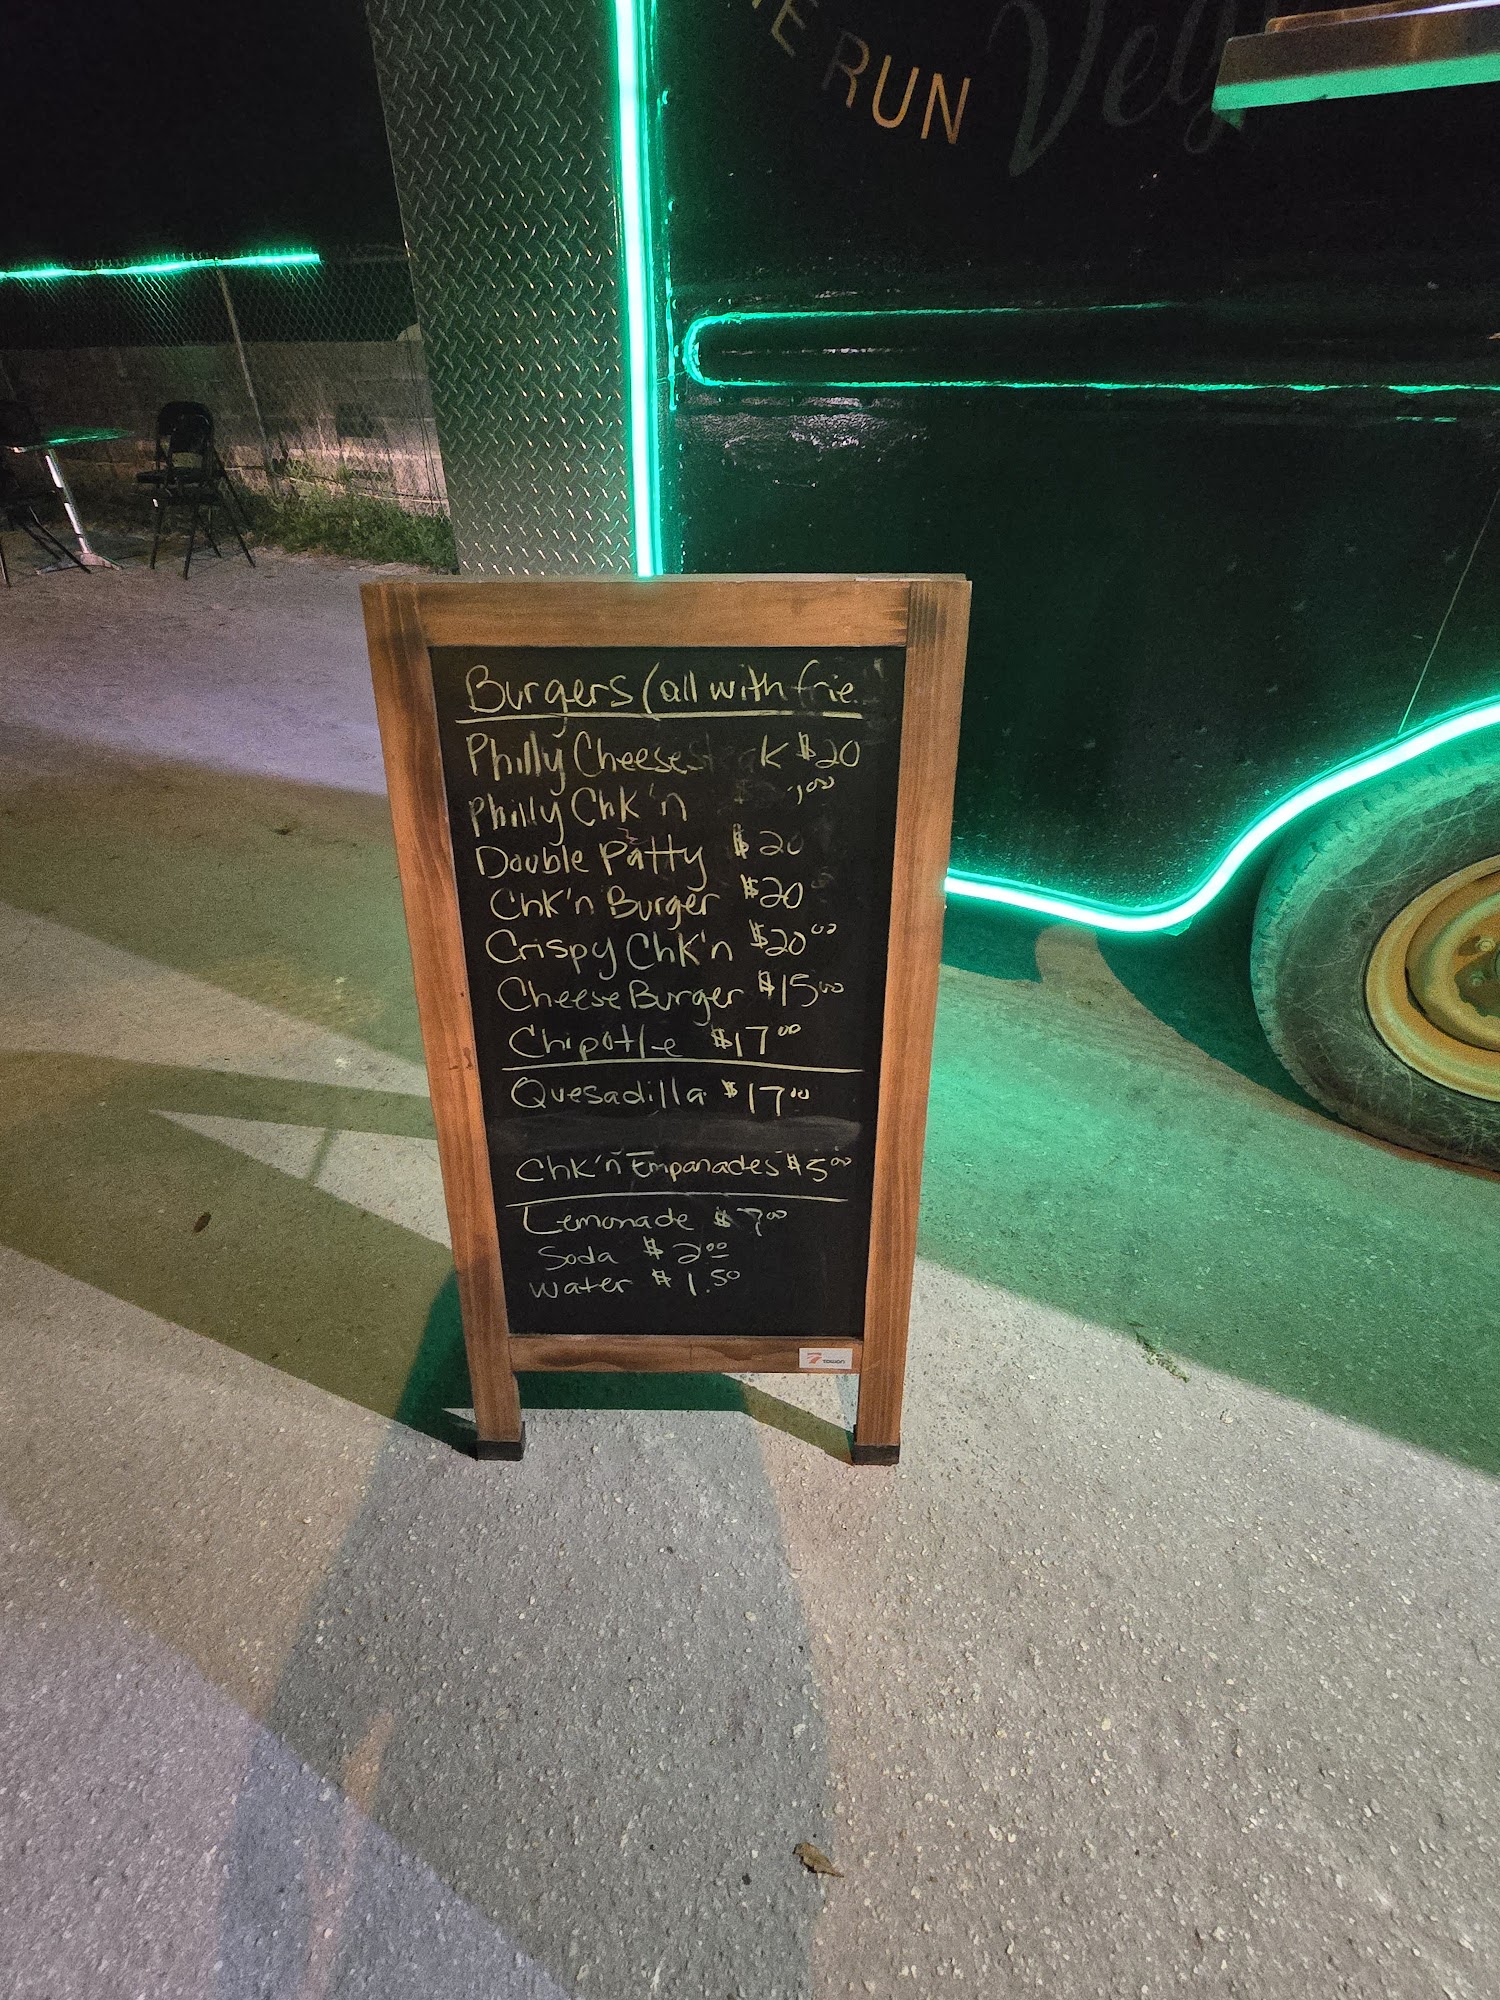 RUN
Veg
Burgers (all with frie
Philly Cheesesteak $20
Philly Chk'n
Double Patty $20
Chk'n Burger $20
Crispy Chk'n $20.00
Cheese Burger $15.00
Chipotle $17.00
Quesadilla $17.00
Chk'n Empanades $5.00
Lemonade $7.00
Soda $2.00
Water $1.50
TOWON